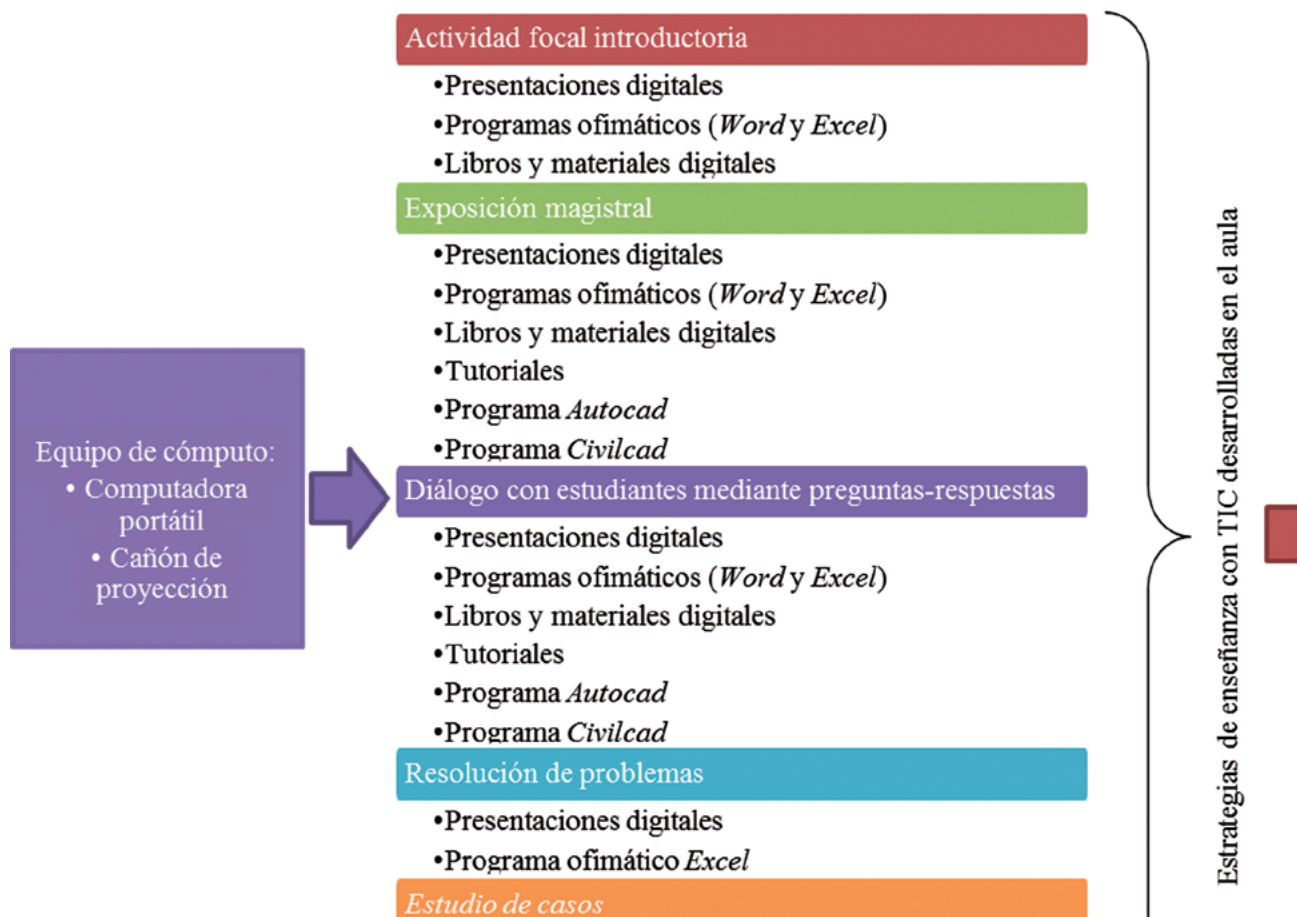 Equipo de cómputo:
• Computadora
portátil
• Cañón de
proyección
Actividad focal introductoria
•Presentaciones digitales
•Programas ofimáticos (Word y Excel)
•Libros y materiales digitales
Exposición magistral
•Presentaciones digitales
•Programas ofimáticos (Word y Excel)
•Libros y materiales digitales
•Tutoriales
•Programa Autocad
•Programa Civilcad
Diálogo con estudiantes mediante preguntas-respuestas
•Presentaciones digitales
•Programas ofimáticos (Word y Excel)
•Libros y materiales digitales
•Tutoriales
•Programa Autocad
•Programa Civilcad
Resolución de problemas
•Presentaciones digitales
•Programa ofimático Excel
Estudio de casos
Estrategias de enseñanza con TIC desarrolladas en el aula